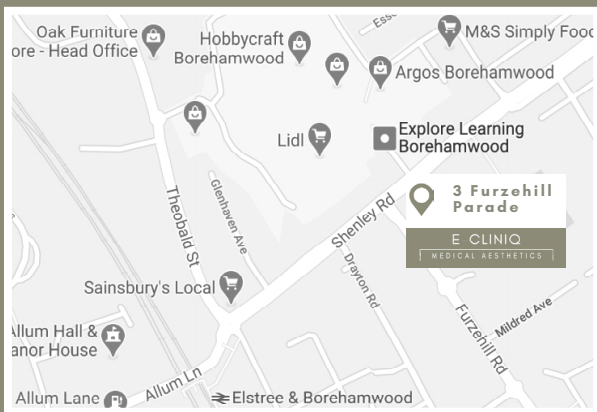 Oak Furniture
ore - Head Office
Hobbycraft
Borehamwood
Esse
M&S Simply Food
Argos Borehamwood
Lidl
Explore Learning
Borehamwood
3 Furzehill
Parade
E CLINIQ
MEDICAL AESTHETICS
Theobald St
Glenhaven Ave
Shenley Rd
Drayton Rd
Furzehill Rd
Mildred Ave
Sainsbury's Local
Allum Hall &
anor House
Allum Lane
Allum Ln
Elstree & Borehamwood